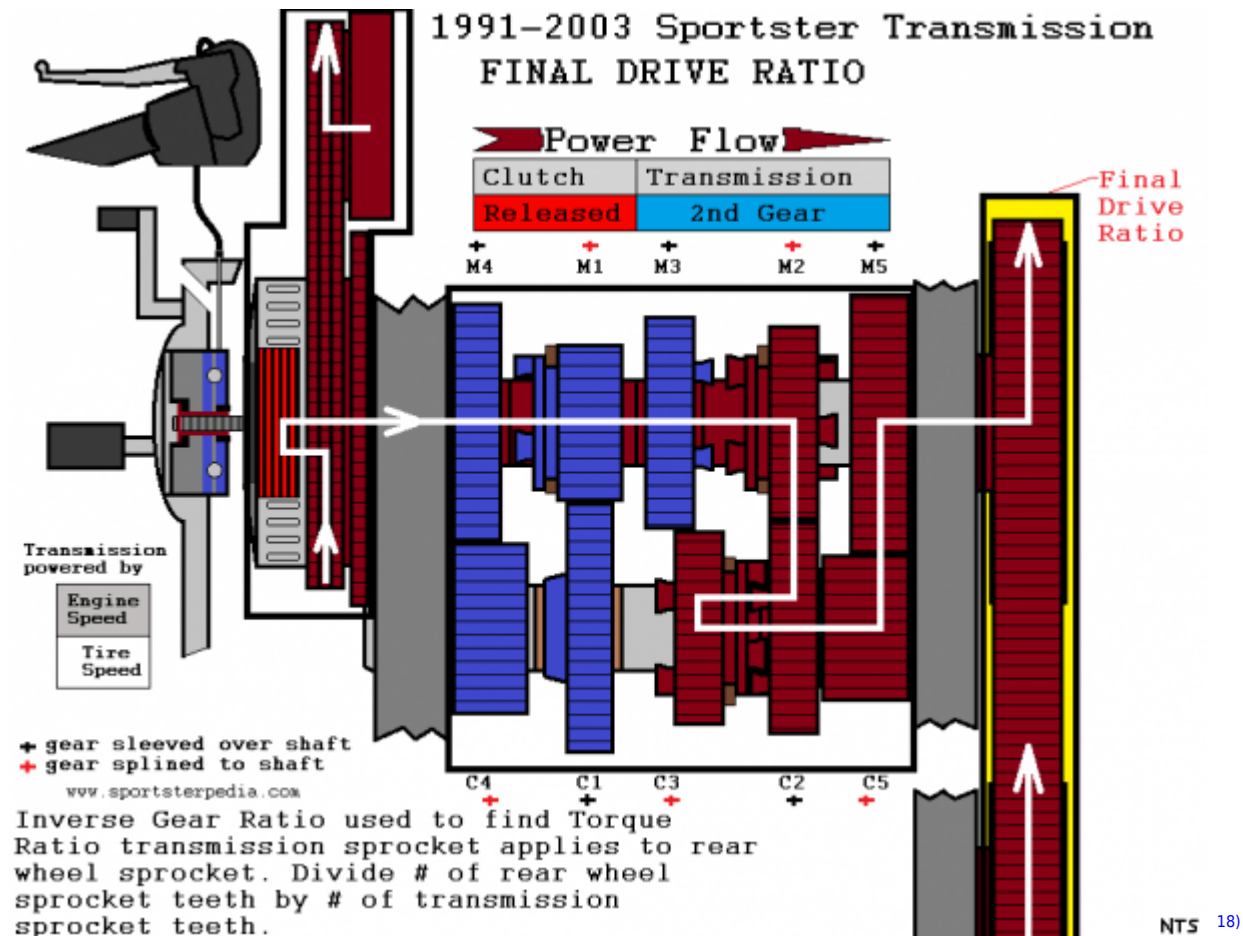 1991-2003 Sportster Transmission
FINAL DRIVE RATIO
Power Flow
Clutch Transmission
Released 2nd Gear
M4 M1 M3 M2 M5
Final
Drive
Ratio
Transmission
powered by
Engine
Speed
Tire
Speed
+ gear sleeved over shaft
+ gear splined to shaft
www.sportsterpedia.com
C4 C1 C3 C2 C5
Inverse Gear Ratio used to find Torque
Ratio transmission sprocket applies to rear
wheel sprocket. Divide # of rear wheel
sprocket teeth by # of transmission
sprocket teeth.
NTS 18)